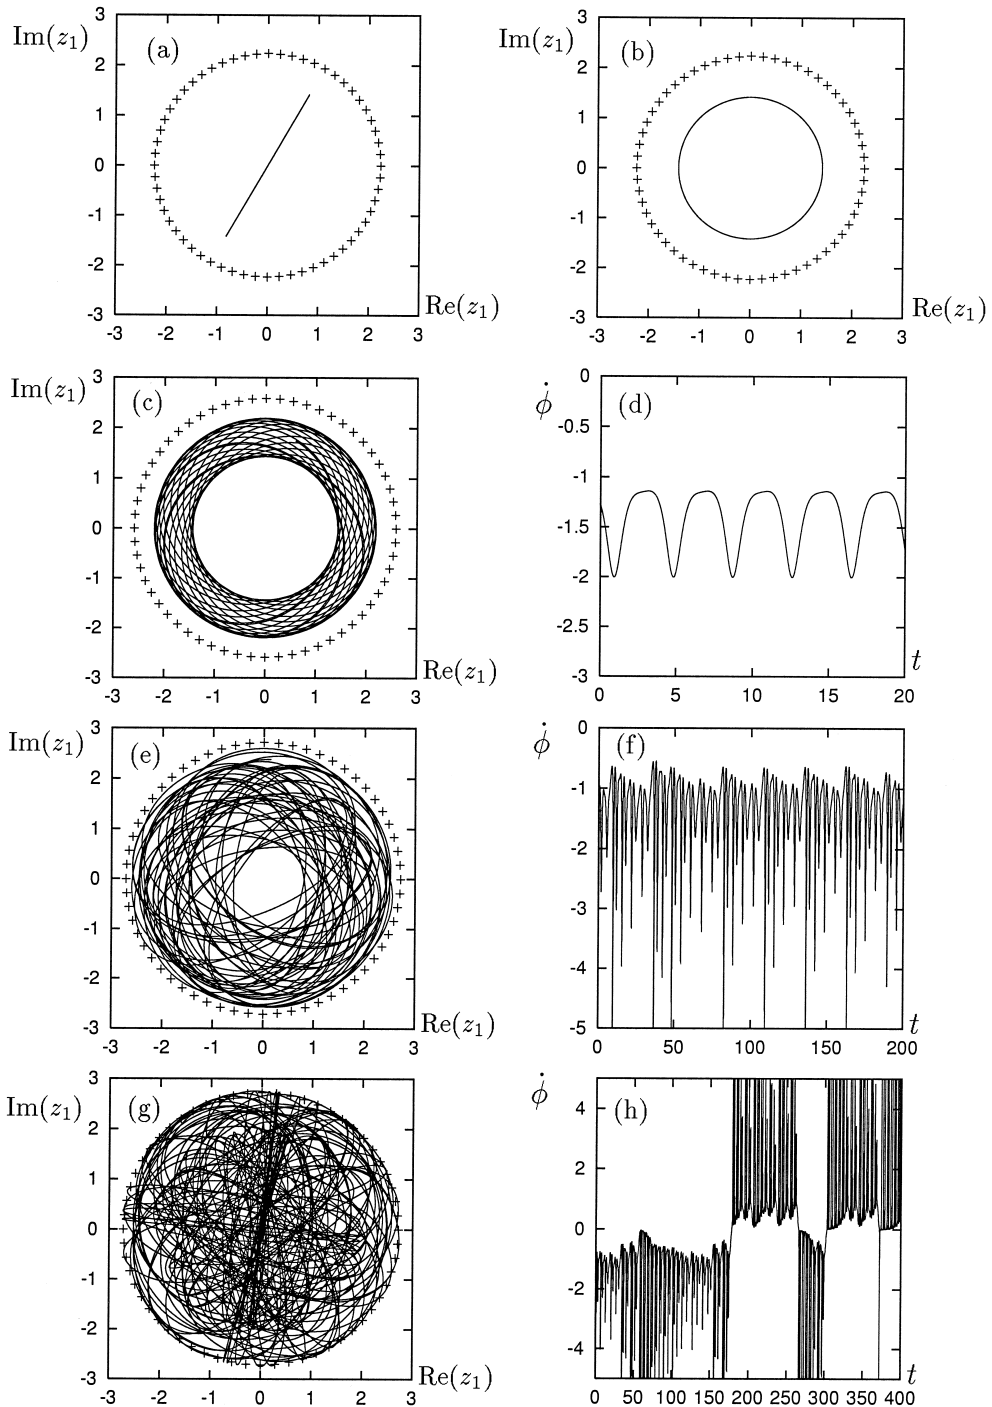 Im(z₁)
(a)
3
2
1
0
-1
-2
-3
-3 -2 -1 0 1 2 3
Re(z₁)
Im(z₁)
(b)
3
2
1
0
-1
-2
-3
-3 -2 -1 0 1 2 3
Re(z₁)
Im(z₁)
(c)
3
2
1
0
-1
-2
-3
-3 -2 -1 0 1 2 3
Re(z₁)
ϕ̇
(d)
0
-0.5
-1
-1.5
-2
-2.5
-3
0 5 10 15 20
t
Im(z₁)
(e)
3
2
1
0
-1
-2
-3
-3 -2 -1 0 1 2 3
Re(z₁)
ϕ̇
(f)
0
-1
-2
-3
-4
-5
0 50 100 150 200
t
Im(z₁)
(g)
3
2
1
0
-1
-2
-3
-3 -2 -1 0 1 2 3
Re(z₁)
ϕ̇
(h)
4
2
0
-2
-4
0 50 100 150 200 250 300 350 400
t